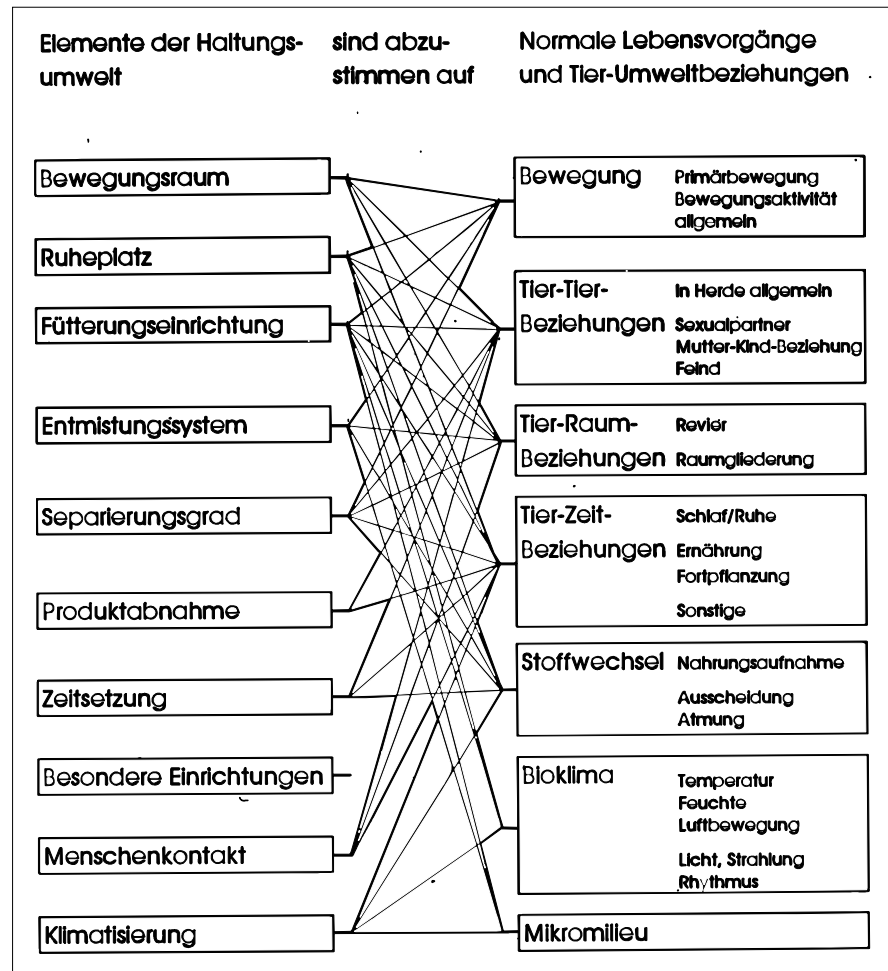 Elemente der Haltungs-
umwelt
sind abzu-
stimmen auf
Normale Lebensvorgänge
und Tier-Umweltbeziehungen
Bewegungsraum
Ruheplatz
Fütterungseinrichtung
Entmistungssystem
Separierungsgrad
Produktabnahme
Zeitsetzung
Besondere Einrichtungen
Menschenkontakt
Klimatisierung
Bewegung Primärbewegung
Bewegungsaktivität
allgemein
Tier-Tier- In Herde allgemein
Beziehungen Sexualpartner
Mutter-Kind-Beziehung
Feind
Tier-Raum- Revier
Beziehungen Raumgliederung
Tier-Zeit- Schlaf/Ruhe
Beziehungen Ernährung
Fortpflanzung
Sonstige
Stoffwechsel Nahrungsaufnahme
Ausscheidung
Atmung
Bioklima Temperatur
Feuchte
Luftbewegung
Licht, Strahlung
Rhythmus
Mikromilieu